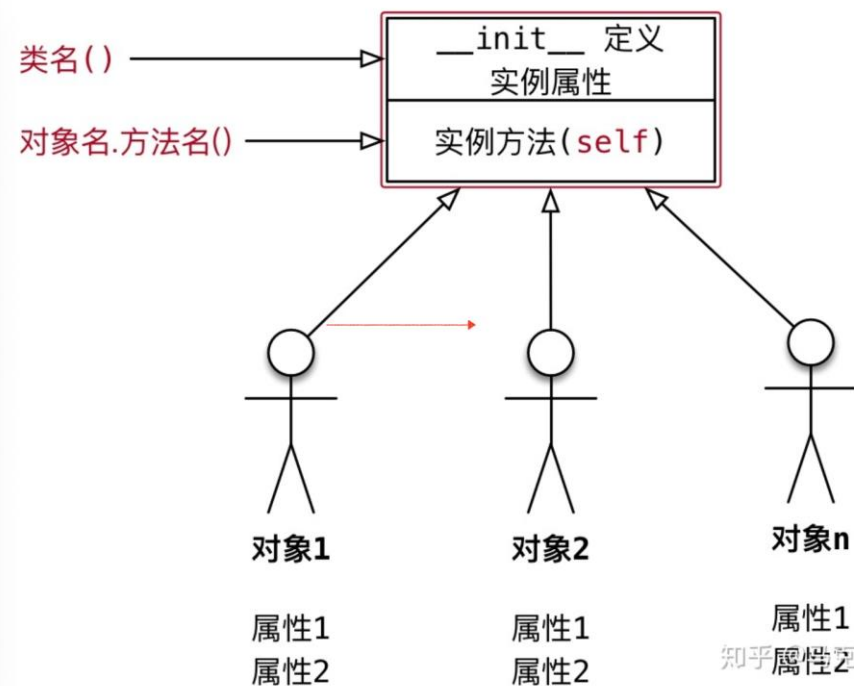 类名()
__init__ 定义
实例属性
对象名.方法名()
实例方法(self)
对象1
对象2
对象n
属性1
属性2
属性1
属性2
属性1
属性2
知乎